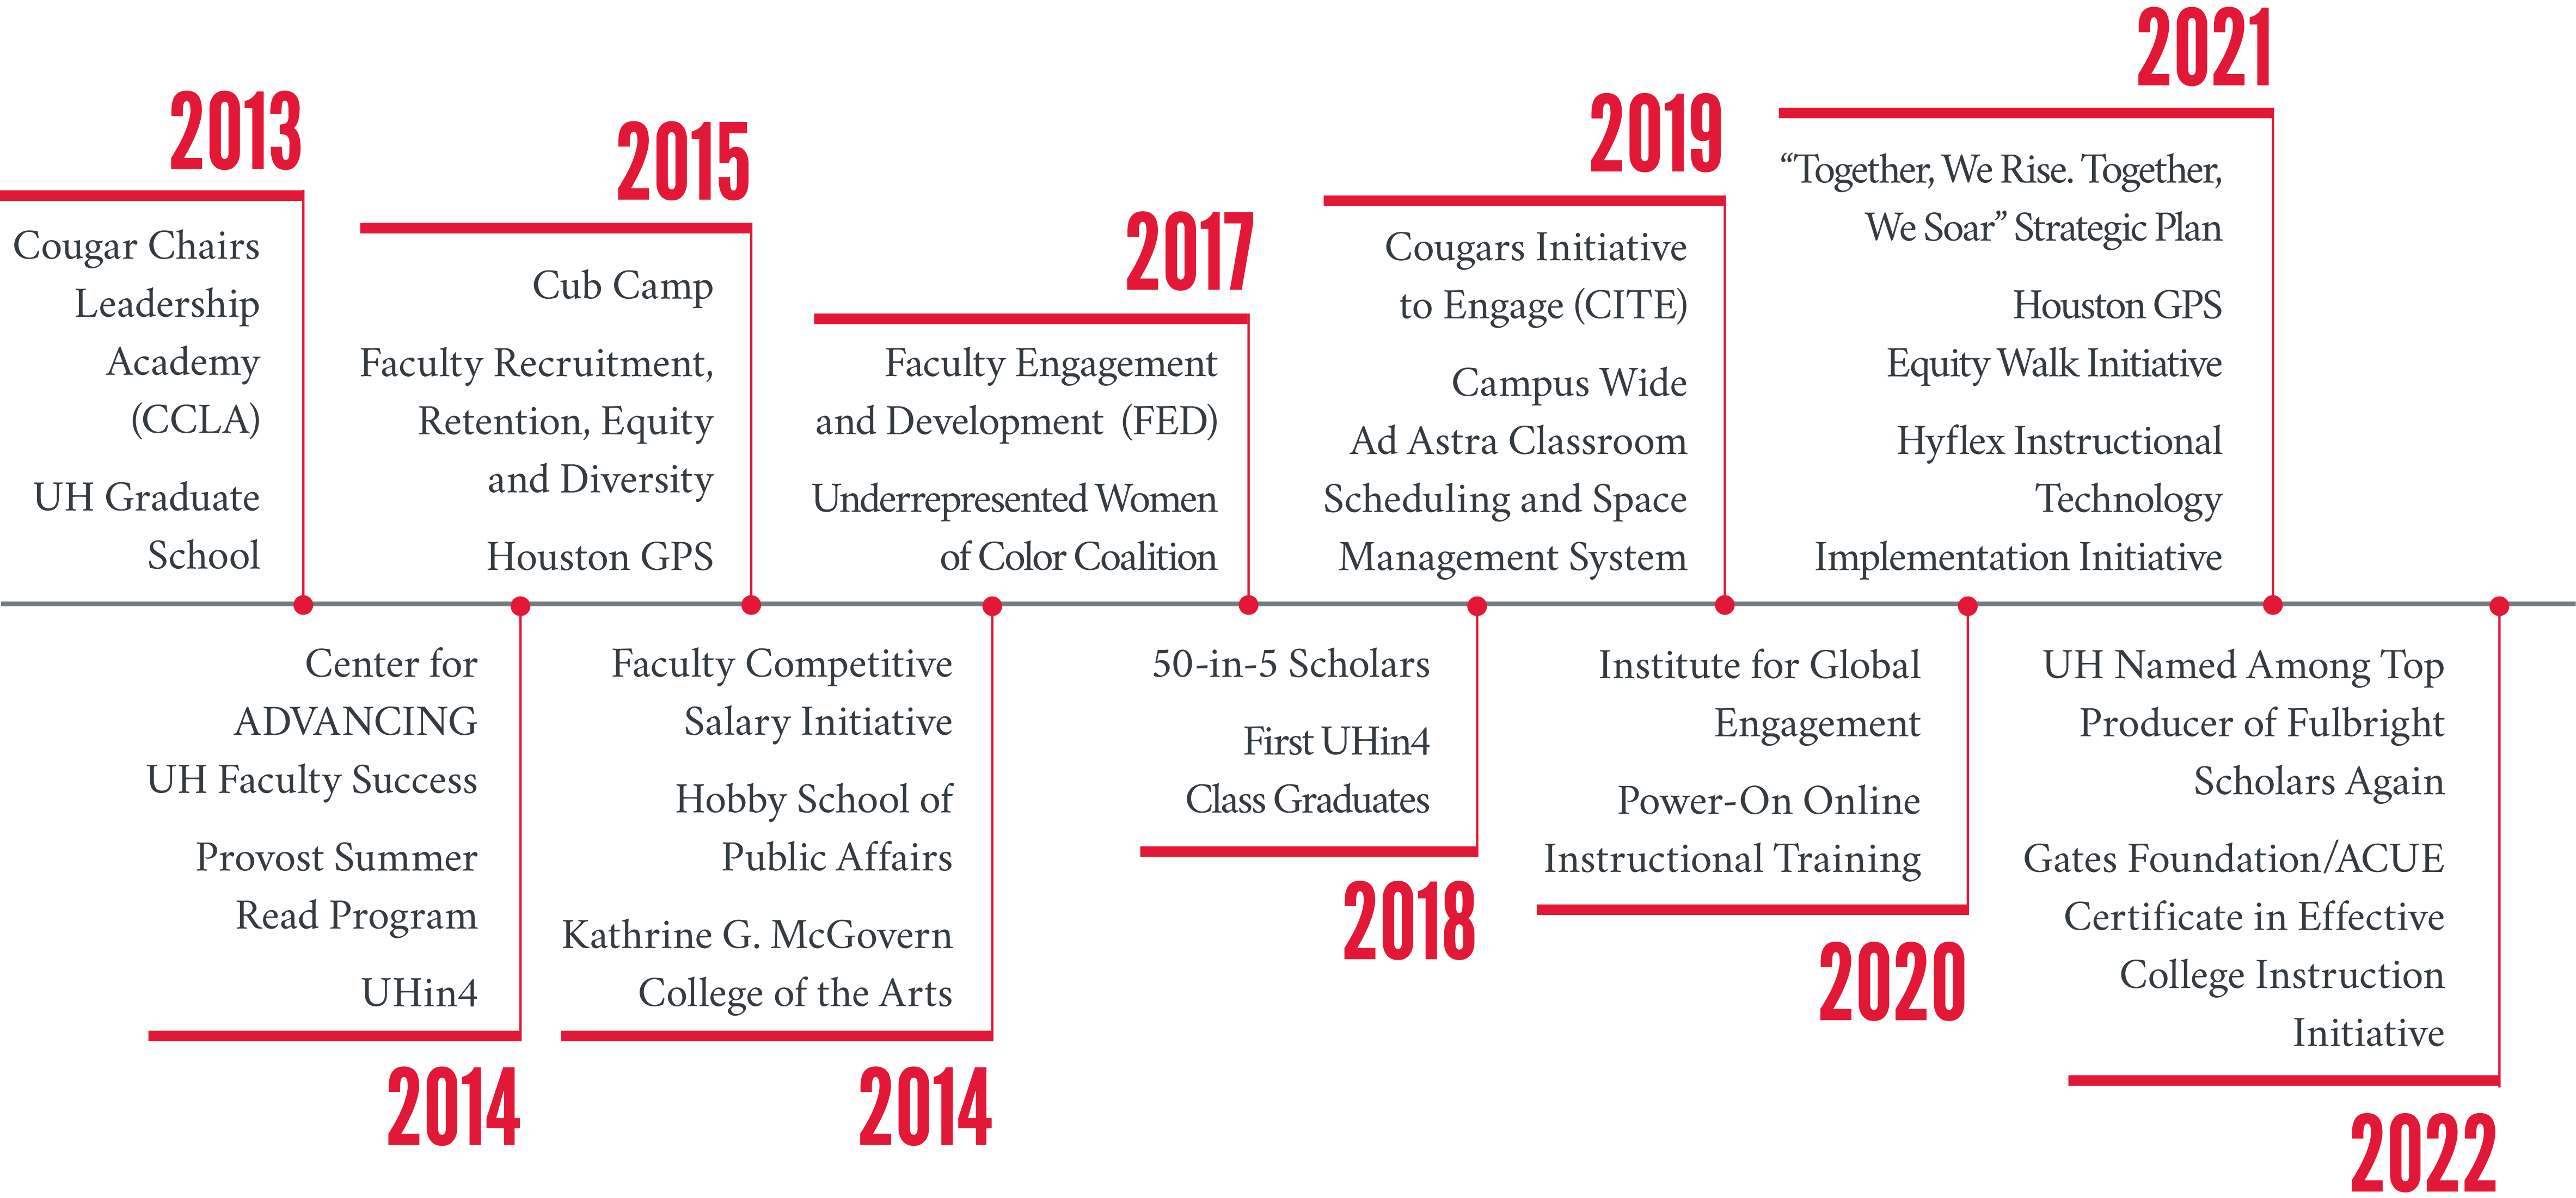 2013
Cougar Chairs
Leadership
Academy
(CCLA)
UH Graduate
School
Center for
ADVANCING
UH Faculty Success
Provost Summer
Read Program
UHin4
2014
2015
Cub Camp
Faculty Recruitment,
Retention, Equity
and Diversity
Houston GPS
Faculty Competitive
Salary Initiative
Hobby School of
Public Affairs
Kathrine G. McGovern
College of the Arts
2014
2017
Faculty Engagement
and Development (FED)
Underrepresented Women
of Color Coalition
50-in-5 Scholars
First UHin4
Class Graduates
2018
2019
Cougars Initiative
to Engage (CITE)
Campus Wide
Ad Astra Classroom
Scheduling and Space
Management System
Institute for Global
Engagement
Power-On Online
Instructional Training
2020
2021
“Together, We Rise. Together,
We Soar” Strategic Plan
Houston GPS
Equity Walk Initiative
Hyflex Instructional
Technology
Implementation Initiative
UH Named Among Top
Producer of Fulbright
Scholars Again
Gates Foundation/ACUE
Certificate in Effective
College Instruction
Initiative
2022